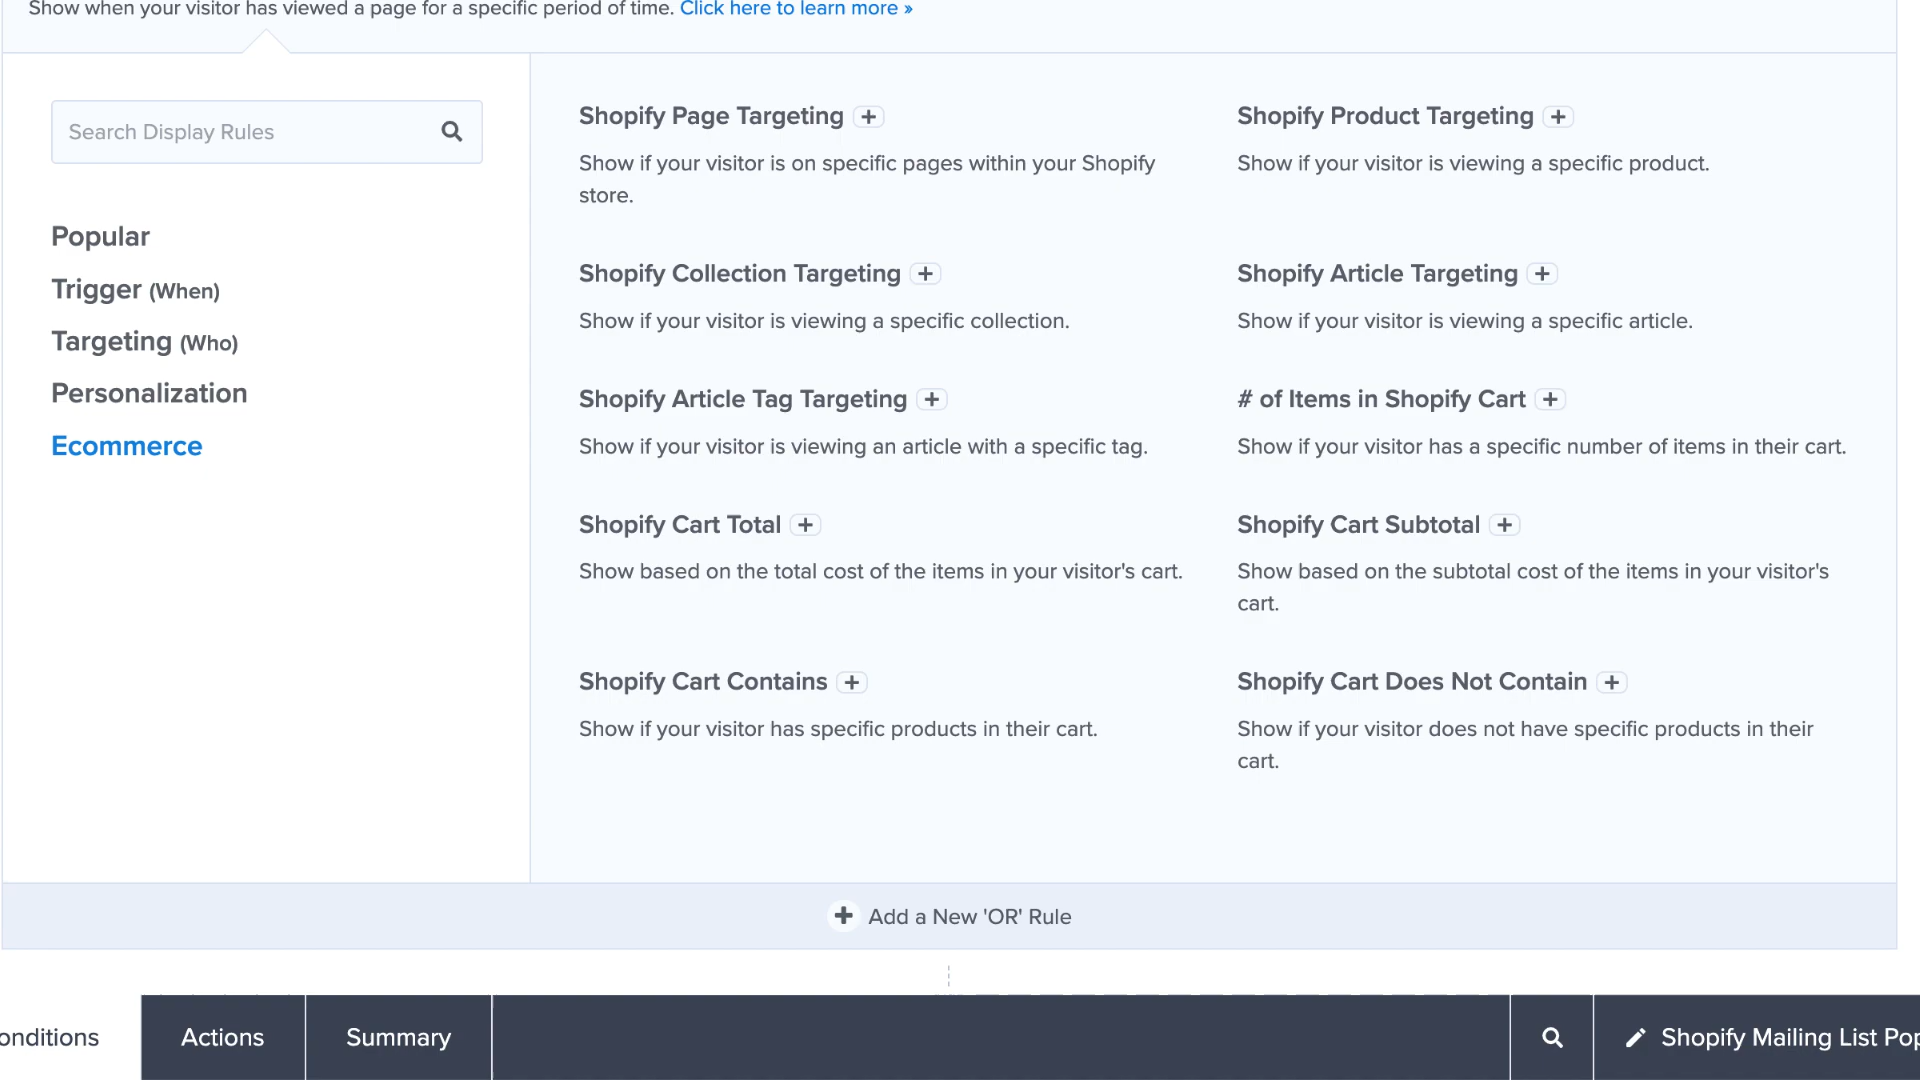 Show when your visitor has viewed a page for a specific period of time. Click here to learn more »
Search Display Rules
Popular
Trigger (When)
Targeting (Who)
Personalization
Ecommerce
Shopify Page Targeting +
Show if your visitor is on specific pages within your Shopify
store.
Shopify Product Targeting +
Show if your visitor is viewing a specific product.
Shopify Collection Targeting +
Show if your visitor is viewing a specific collection.
Shopify Article Targeting +
Show if your visitor is viewing a specific article.
Shopify Article Tag Targeting +
Show if your visitor is viewing an article with a specific tag.
# of Items in Shopify Cart +
Show if your visitor has a specific number of items in their cart.
Shopify Cart Total +
Show based on the total cost of the items in your visitor's cart.
Shopify Cart Subtotal +
Show based on the subtotal cost of the items in your visitor's
cart.
Shopify Cart Contains +
Show if your visitor has specific products in their cart.
Shopify Cart Does Not Contain +
Show if your visitor does not have specific products in their
cart.
+ Add a New 'OR' Rule
onditions
Actions
Summary
Shopify Mailing List Pop